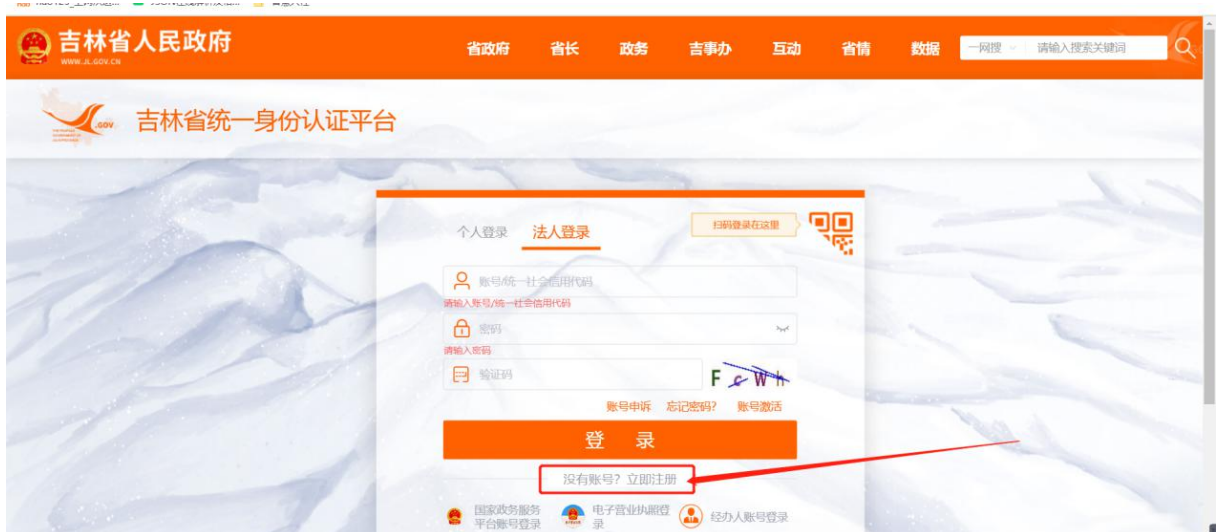 吉林省人民政府
WWW.JL.GOV.CN
省政府 省长 政务 吉事办 互动 省情 数据 一网搜 请输入搜索关键词
.GOV
吉林省统一身份认证平台
个人登录 法人登录 扫码登录在这里
账号/统一社会信用代码
请输入账号/统一社会信用代码
密码
请输入密码
验证码 FcWh
账号申诉 忘记密码? 账号激活
登 录
没有账号?立即注册
国家政务服务
平台账号登录
电子营业执照登
录
经办人账号登录